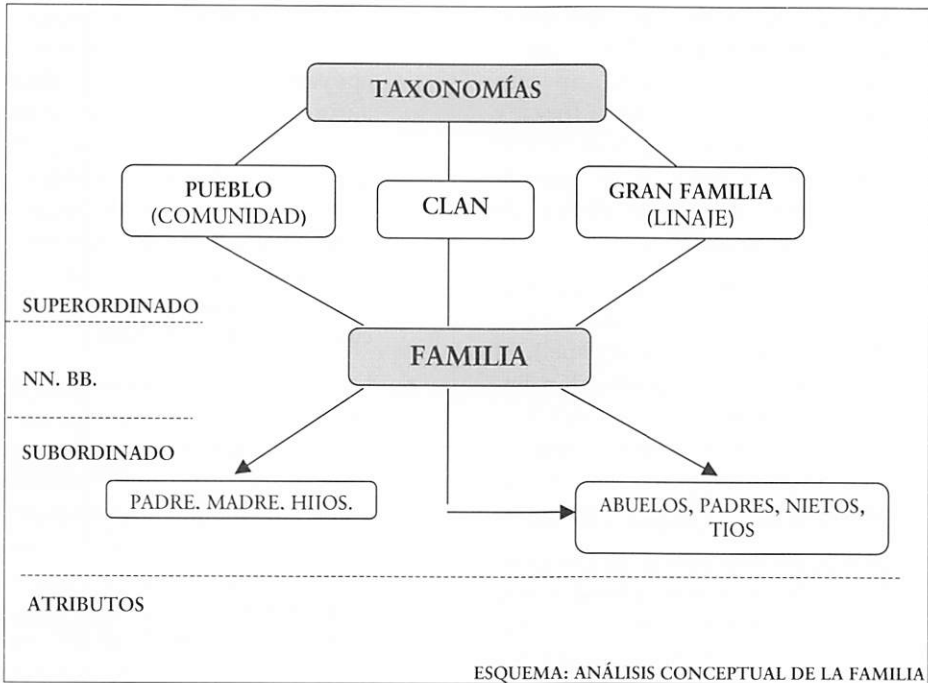 TAXONOMÍAS
PUEBLO
(COMUNIDAD)
CLAN
GRAN FAMILIA
(LINAJE)
SUPERORDINADO
FAMILIA
NN. BB.
SUBORDINADO
PADRE. MADRE. HIJOS.
ABUELOS, PADRES, NIETOS,
TIOS
ATRIBUTOS
ESQUEMA: ANÁLISIS CONCEPTUAL DE LA FAMILIA